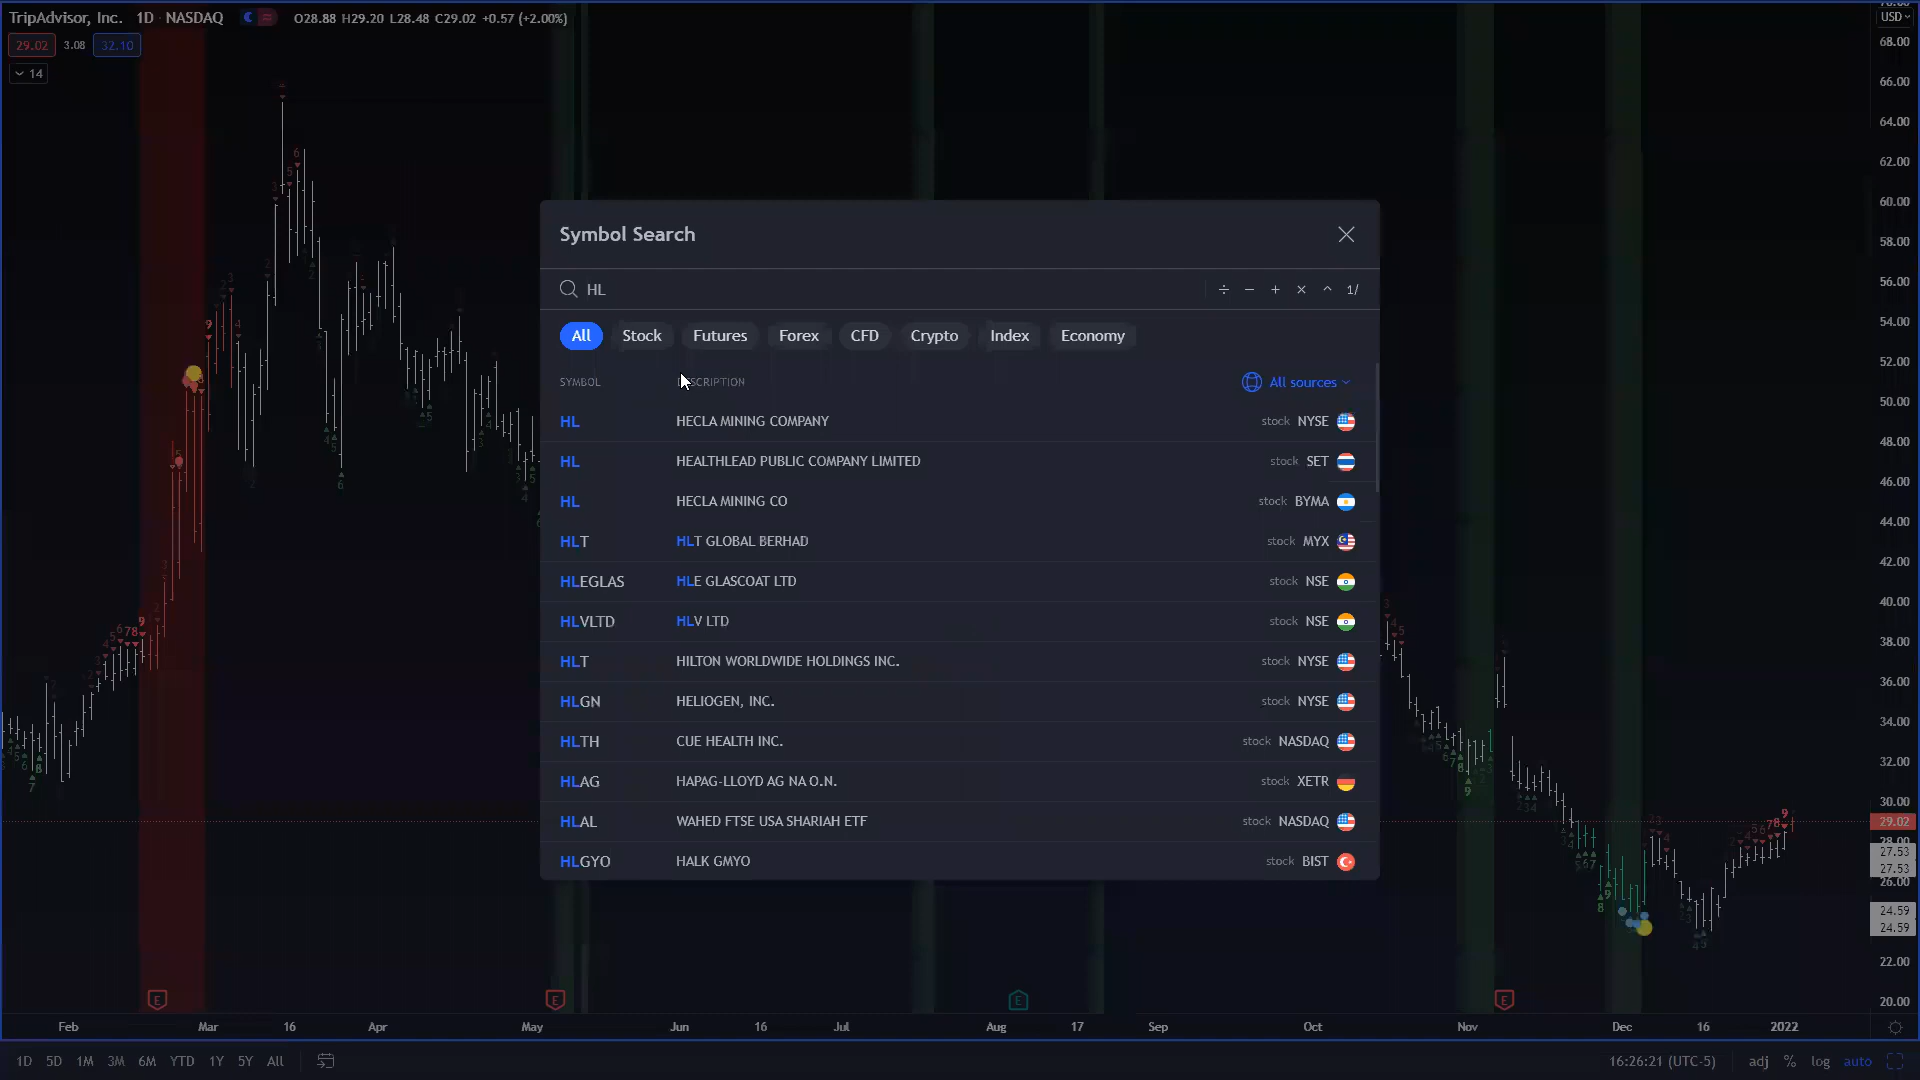 TripAdvisor, Inc. 1D NASDAQ O28.88 H29.20 L28.48 C29.02 +0.57 (+2.00%)
29.02 3.08 32.10
14
USD
68.00
66.00
64.00
62.00
60.00
58.00
56.00
54.00
52.00
50.00
48.00
46.00
44.00
42.00
40.00
38.00
36.00
34.00
32.00
30.00
29.02
28.00
27.53
27.53
26.00
24.59
24.59
22.00
20.00
Symbol Search
HL ÷ − + × ^ 1/
All Stock Futures Forex CFD Crypto Index Economy
SYMBOL All sources
HL HECLA MINING COMPANY stock NYSE
HL HEALTHLEAD PUBLIC COMPANY LIMITED stock SET
HL HECLA MINING CO stock BYMA
HLT HLT GLOBAL BERHAD stock MYX
HLEGLAS HLE GLASCOAT LTD stock NSE
HLVLTD HLV LTD stock NSE
HLT HILTON WORLDWIDE HOLDINGS INC. stock NYSE
HLGN HELIOGEN, INC. stock NYSE
HLTH CUE HEALTH INC. stock NASDAQ
HLAG HAPAG-LLOYD AG NA O.N. stock XETR
HLAL WAHED FTSE USA SHARIAH ETF stock NASDAQ
HLGYO HALK GMYO stock BIST
E E E E
Feb Mar 16 Apr May Jun 16 Jul Aug 17 Sep Oct Nov Dec 16 2022
1D 5D 1M 3M 6M YTD 1Y 5Y All 16:26:21 (UTC-5) adj % log auto